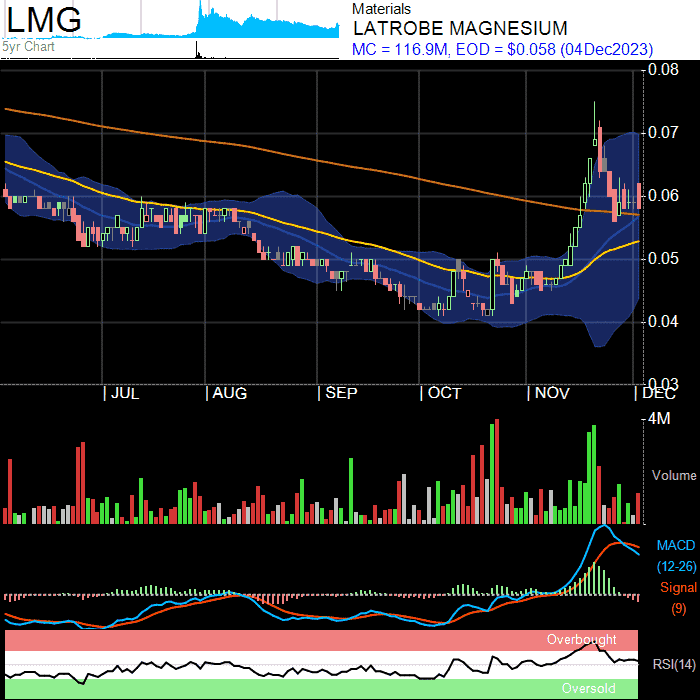 LMG
5yr Chart
Materials
LATROBE MAGNESIUM
MC = 116.9M, EOD = $0.058 (04Dec2023)
0.08
0.07
0.06
0.05
0.04
0.03
JUL AUG SEP OCT NOV DEC
4M
Volume
MACD
(12-26)
Signal
(9)
Overbought
RSI(14)
Oversold